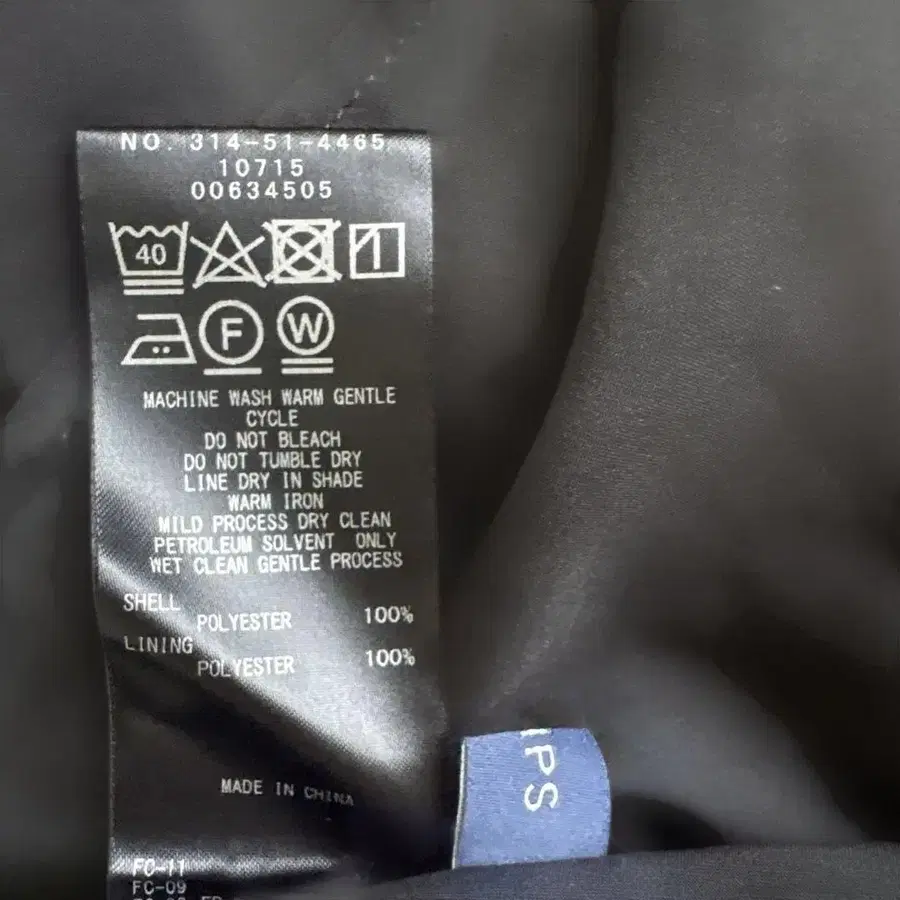 NO. 314-51-4465
10715
00634505
40
F
W
MACHINE WASH WARM GENTLE
CYCLE
DO NOT BLEACH
DO NOT TUMBLE DRY
LINE DRY IN SHADE
WARM IRON
MILD PROCESS DRY CLEAN
PETROLEUM SOLVENT ONLY
WET CLEAN GENTLE PROCESS
SHELL
POLYESTER 100%
LINING
POLYESTER 100%
MADE IN CHINA
FC-11
FC-09
IPS